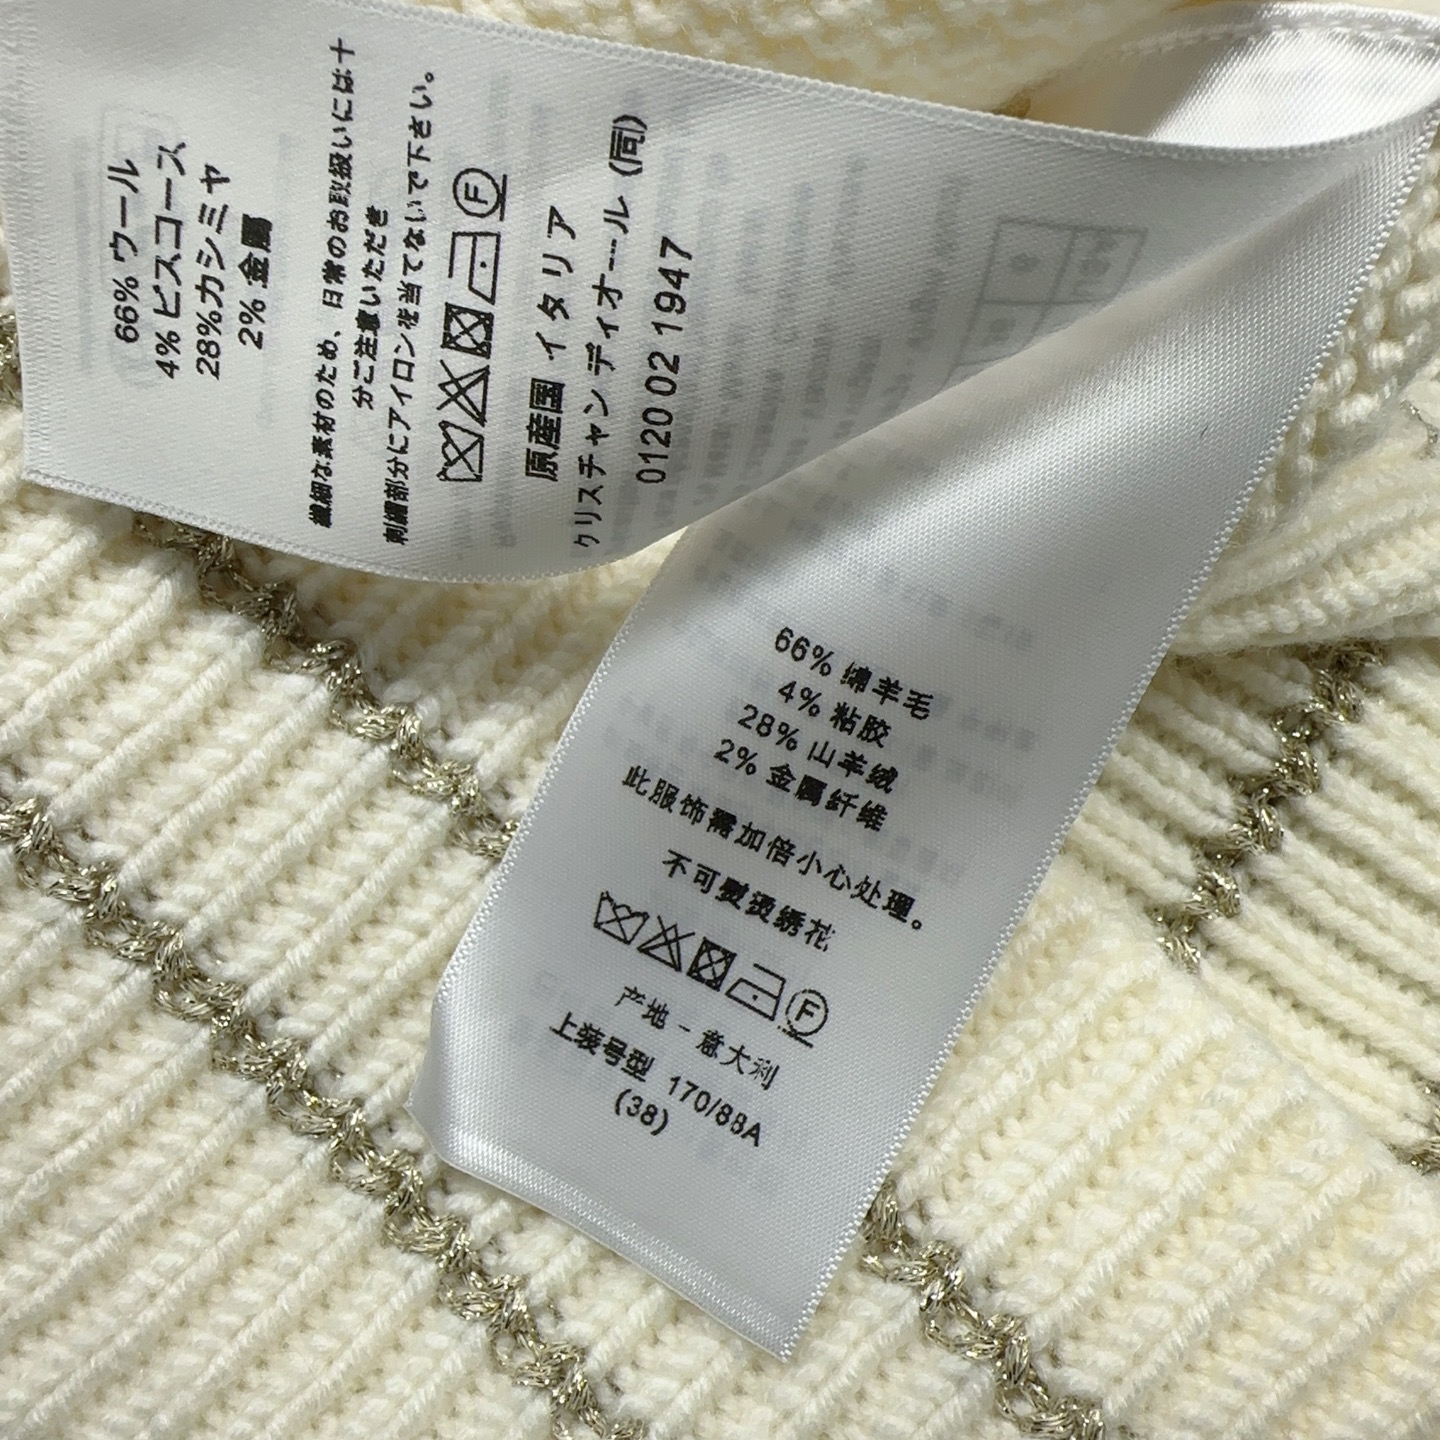 66% ウール
4% ビスコース
28%カシミヤ
2% 金属
繊細な素材のため、日常のお取扱いには十
分ご注意いただき
刺繍部分にアイロンを当てないで下さい。
F
原産国 イタリア
クリスチャン ディオール (同)
0120 02 1947
66% 绵羊毛
4% 粘胶
28% 山羊绒
2% 金属纤维
此服饰需加倍小心处理。
不可熨烫绣花
F
产地 - 意大利
上装号型 170/88A
(38)